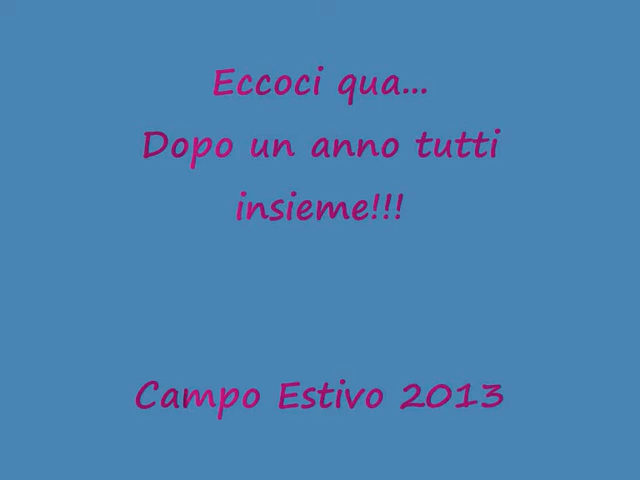 Eccoci qua...
Dopo un anno tutti
insieme!!!
Campo Estivo 2013